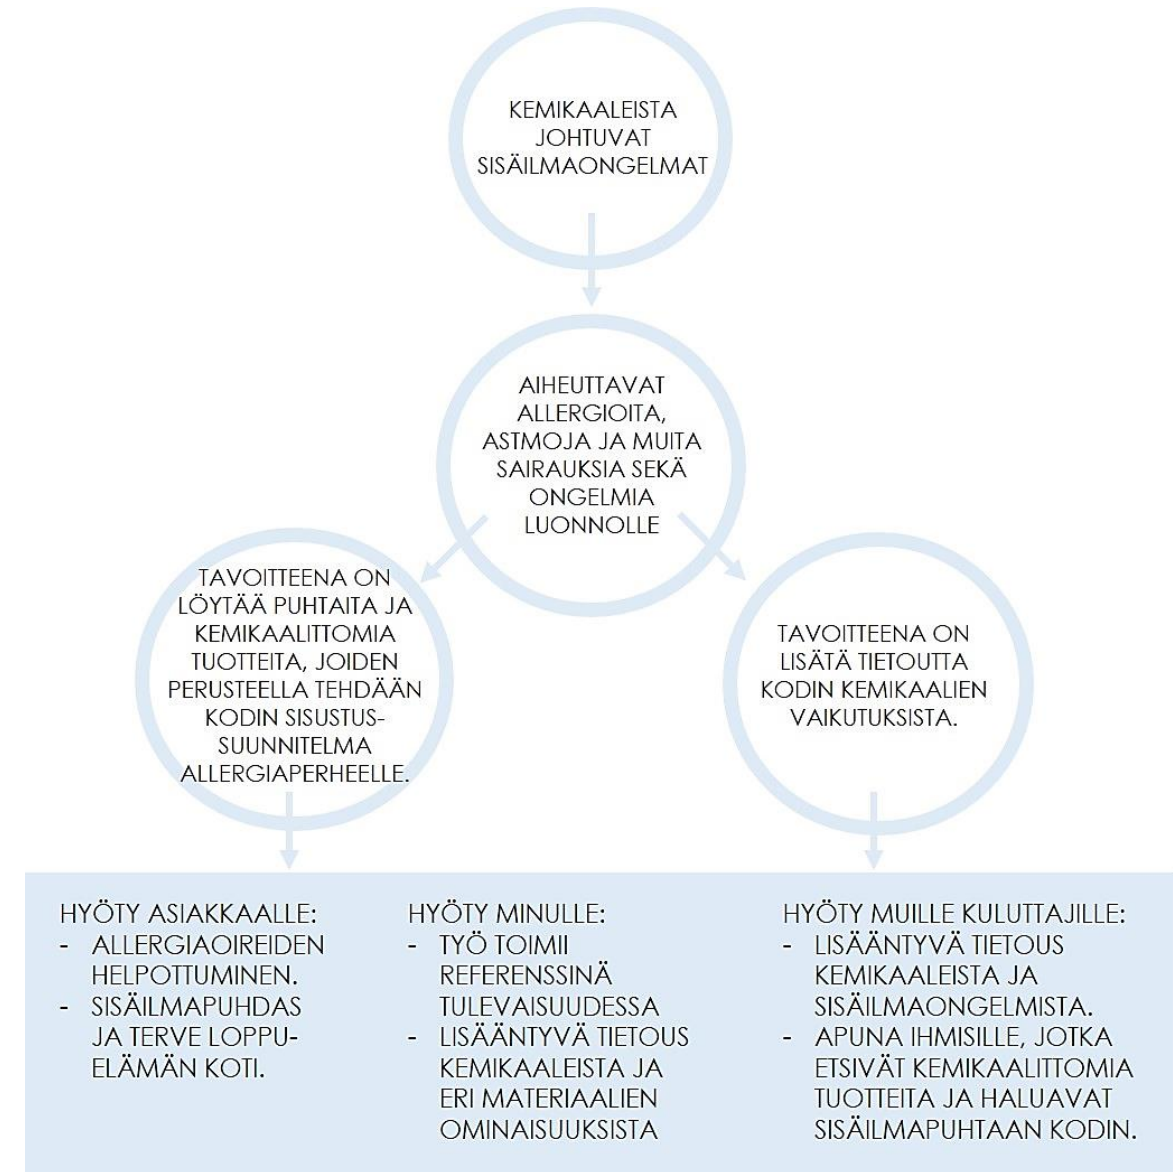 KEMIKAALEISTA
JOHTUVAT
SISÄILMAONGELMAT
AIHEUTTAVAT
ALLERGIOITA,
ASTMOJA JA MUITA
SAIRAUKSIA SEKÄ
ONGELMIA
LUONNOLLE
TAVOITTEENA ON
LÖYTÄÄ PUHTAITA JA
KEMIKAALITTOMIA
TUOTTEITA, JOIDEN
PERUSTEELLA TEHDÄÄN
KODIN SISUSTUS-
SUUNNITELMA
ALLERGIAPERHEELLE.
TAVOITTEENA ON
LISÄTÄ TIETOUTTA
KODIN KEMIKAALIEN
VAIKUTUKSISTA.
HYÖTY ASIAKKAALLE:
- ALLERGIAOIREIDEN
HELPOTTUMINEN.
- SISÄILMAPUHDAS
JA TERVE LOPPU-
ELÄMÄN KOTI.
HYÖTY MINULLE:
- TYÖ TOIMII
REFERENSSINÄ
TULEVAISUUDESSA
- LISÄÄNTYVÄ TIETOUS
KEMIKAALEISTA JA
ERI MATERIAALIEN
OMINAISUUKSISTA
HYÖTY MUILLE KULUTTAJILLE:
- LISÄÄNTYVÄ TIETOUS
KEMIKAALEISTA JA
SISÄILMAONGELMISTA.
- APUNA IHMISILLE, JOTKA
ETSIVÄT KEMIKAALITTOMIA
TUOTTEITA JA HALUAVAT
SISÄILMAPUHTAAN KODIN.